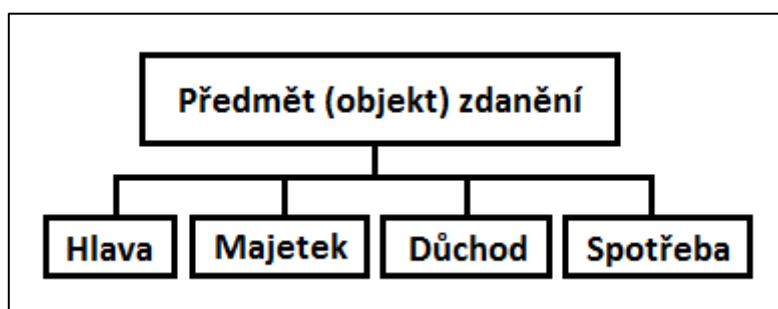 Předmět (objekt) zdanění
Hlava
Majetek
Důchod
Spotřeba